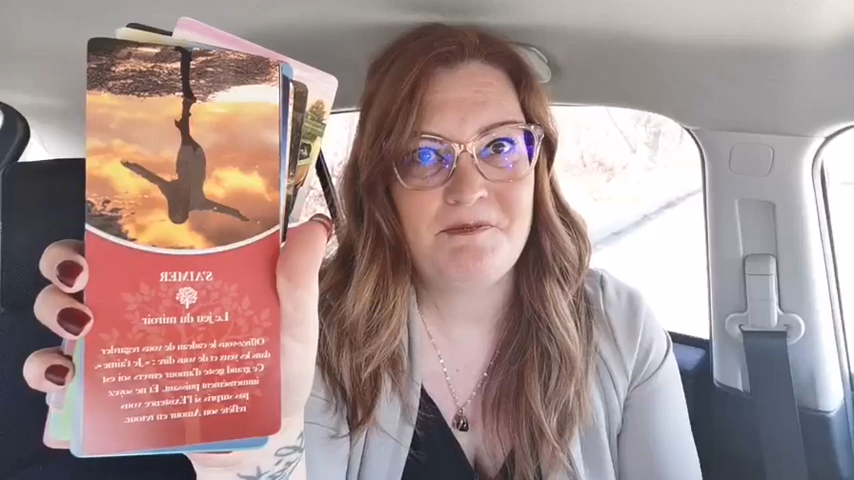 S'AIMER
Le jeu du miroir
Offrez-vous le cadeau de vous regarder
dans les yeux et de vous dire : « Je t'aime ».
Ce grand geste d'amour envers soi est
immensément puissant. Et ne soyez
pas surpris si l'Existence vous
reflète son Amour en retour.